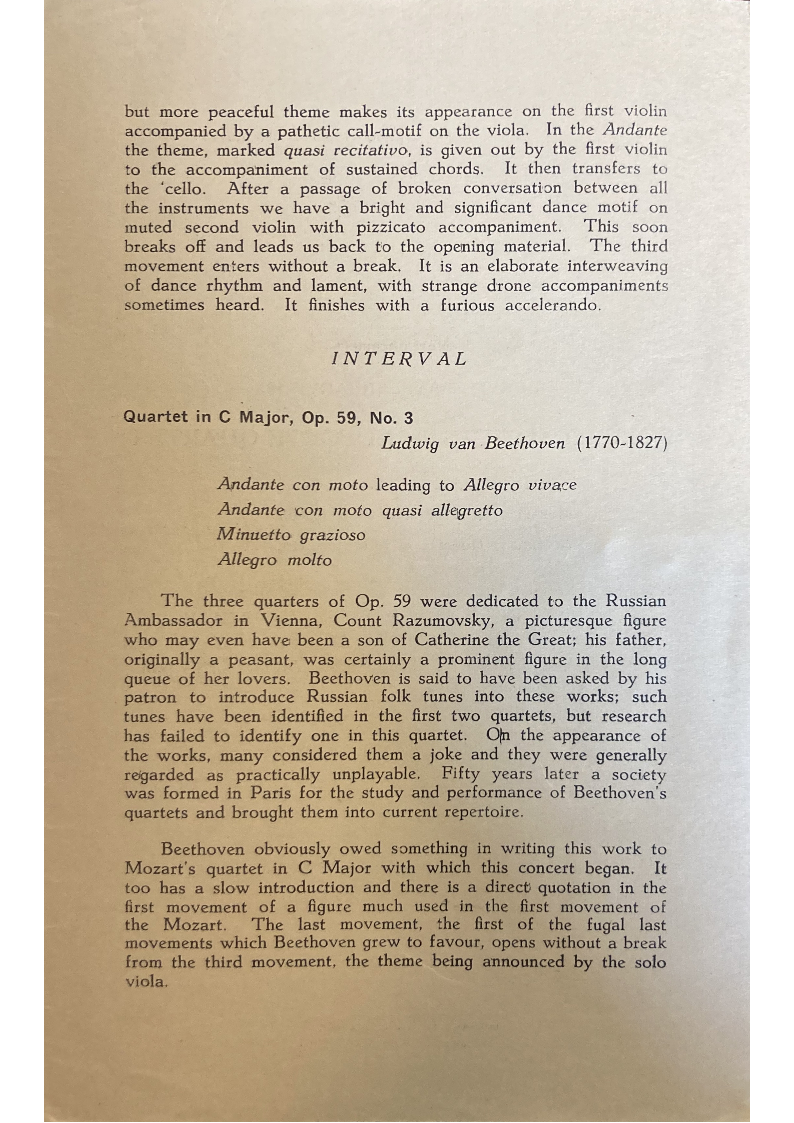 but more peaceful theme makes its appearance on the first violin
accompanied by a pathetic call-motif on the viola. In the Andante
the theme, marked quasi recitativo, is given out by the first violin
to the accompaniment of sustained chords. It then transfers to
the 'cello. After a passage of broken conversation between all
the instruments we have a bright and significant dance motif on
muted second violin with pizzicato accompaniment. This soon
breaks off and leads us back to the opening material. The third
movement enters without a break. It is an elaborate interweaving
of dance rhythm and lament, with strange drone accompaniments
sometimes heard. It finishes with a furious accelerando.
INTERVAL
Quartet in C Major, Op. 59, No. 3
Ludwig van Beethoven (1770-1827)
Andante con moto leading to Allegro vivace
Andante con moto quasi allegretto
Minuetto grazioso
Allegro molto
The three quarters of Op. 59 were dedicated to the Russian
Ambassador in Vienna, Count Razumovsky, a picturesque figure
who may even have been a son of Catherine the Great; his father,
originally a peasant, was certainly a prominent figure in the long
queue of her lovers. Beethoven is said to have been asked by his
patron to introduce Russian folk tunes into these works; such
tunes have been identified in the first two quartets, but research
has failed to identify one in this quartet. On the appearance of
the works, many considered them a joke and they were generally
regarded as practically unplayable. Fifty years later a society
was formed in Paris for the study and performance of Beethoven's
quartets and brought them into current repertoire.
Beethoven obviously owed something in writing this work to
Mozart's quartet in C Major with which this concert began. It
too has a slow introduction and there is a direct quotation in the
first movement of a figure much used in the first movement of
the Mozart. The last movement, the first of the fugal last
movements which Beethoven grew to favour, opens without a break
from the third movement, the theme being announced by the solo
viola.